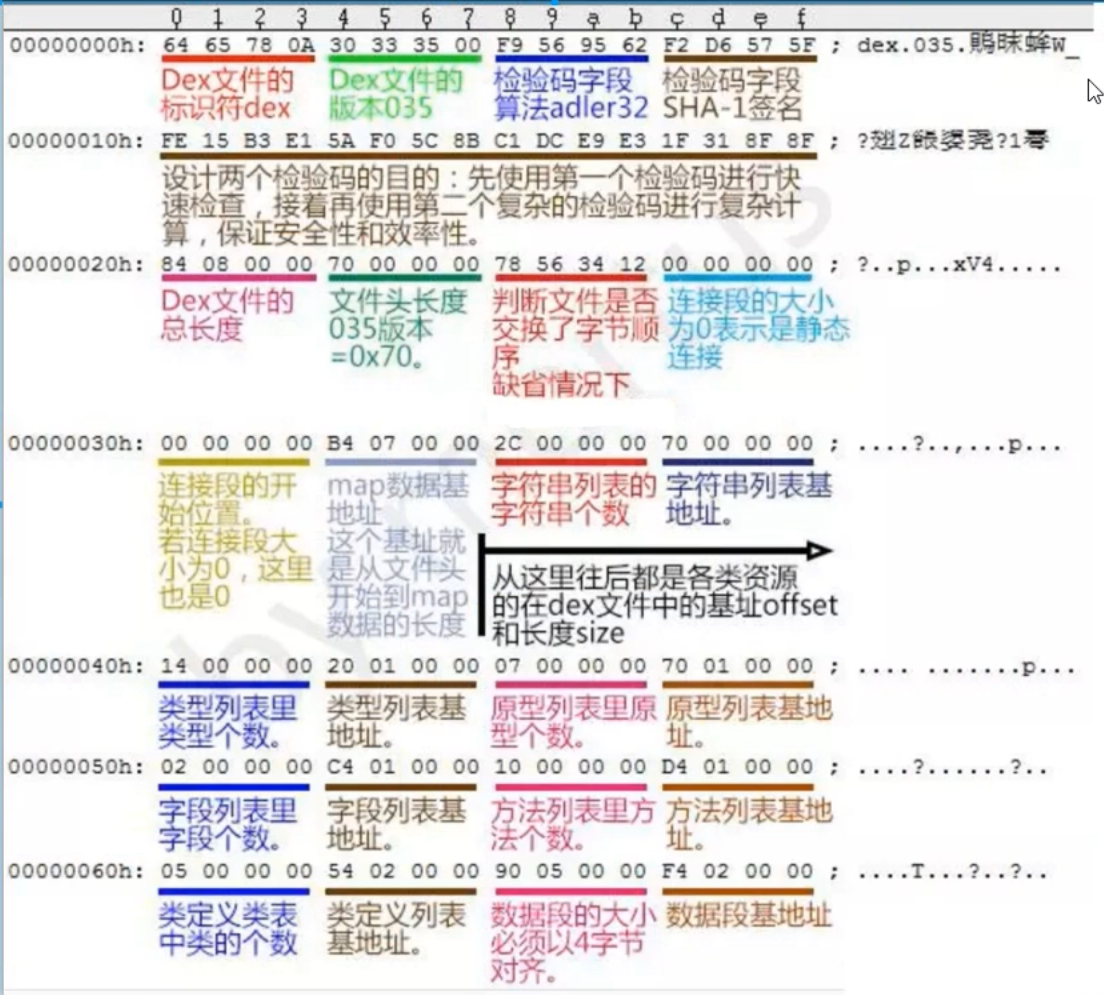 0 1 2 3 4 5 6 7 8 9 a b c d e f
00000000h: 64 65 78 0A 30 33 35 00 F9 56 95 62 F2 D6 57 5F ; dex.035.鵙昩蛑W_
Dex文件的 Dex文件的 检验码字段 检验码字段
标识符dex 版本035 算法adler32 SHA-1签名
00000010h: FE 15 B3 E1 5A F0 5C 8B C1 DC E9 E3 1F 31 8F 8F ;
设计两个检验码的目的：先使用第一个检验码进行快
速检查，接着再使用第二个复杂的检验码进行复杂计
算，保证安全性和效率性。
00000020h: 84 08 00 00 70 00 00 00 78 56 34 12 00 00 00 00 ; ?..p...xV4.....
Dex文件的 文件头长度 判断文件是否 连接段的大小
总长度 035版本 交换了字节顺 为0表示是静态
=0x70。 序 连接
缺省情况下
00000030h: 00 00 00 00 B4 07 00 00 2C 00 00 00 70 00 00 00 ; ....?..,...p...
连接段的开 map数据基 字符串列表的 字符串列表基
始位置。 地址 字符串个数 地址。
若连接段大 这个基址就
小为0，这里 是从文件头 从这里往后都是各类资源
也是0 开始到map 的在dex文件中的基址offset
数据的长度 和长度size
00000040h: 14 00 00 00 20 01 00 00 07 00 00 00 70 01 00 00 ; .... .......p...
类型列表里 类型列表基 原型列表里原 原型列表基地
类型个数。 地址。 型个数。 址。
00000050h: 02 00 00 00 C4 01 00 00 10 00 00 00 D4 01 00 00 ; ....?......?..
字段列表里 字段列表基 方法列表里方 方法列表基地
字段个数。 地址。 法个数。 址。
00000060h: 05 00 00 00 54 02 00 00 90 05 00 00 F4 02 00 00 ; ....T...?..?..
类定义类表 类定义列表 数据段的大小 数据段基地址
中类的个数 基地址。 必须以4字节
对齐。